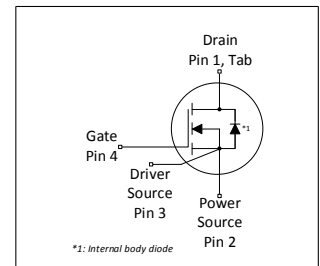 Drain
Pin 1, Tab
*1
Gate
Pin 4
Driver
Source
Pin 3
Power
Source
Pin 2
*1: Internal body diode